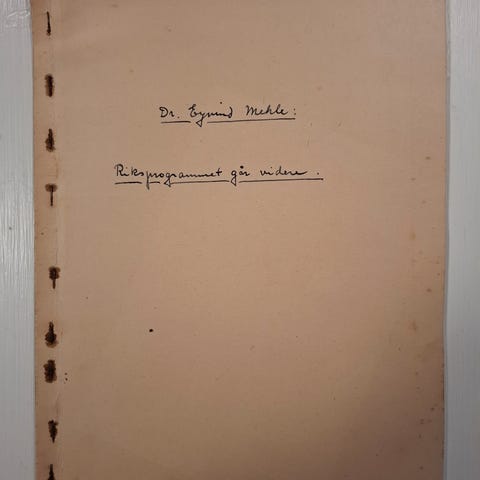 Dr. Eyvind Mehle:
Riksprogrammet går videre.